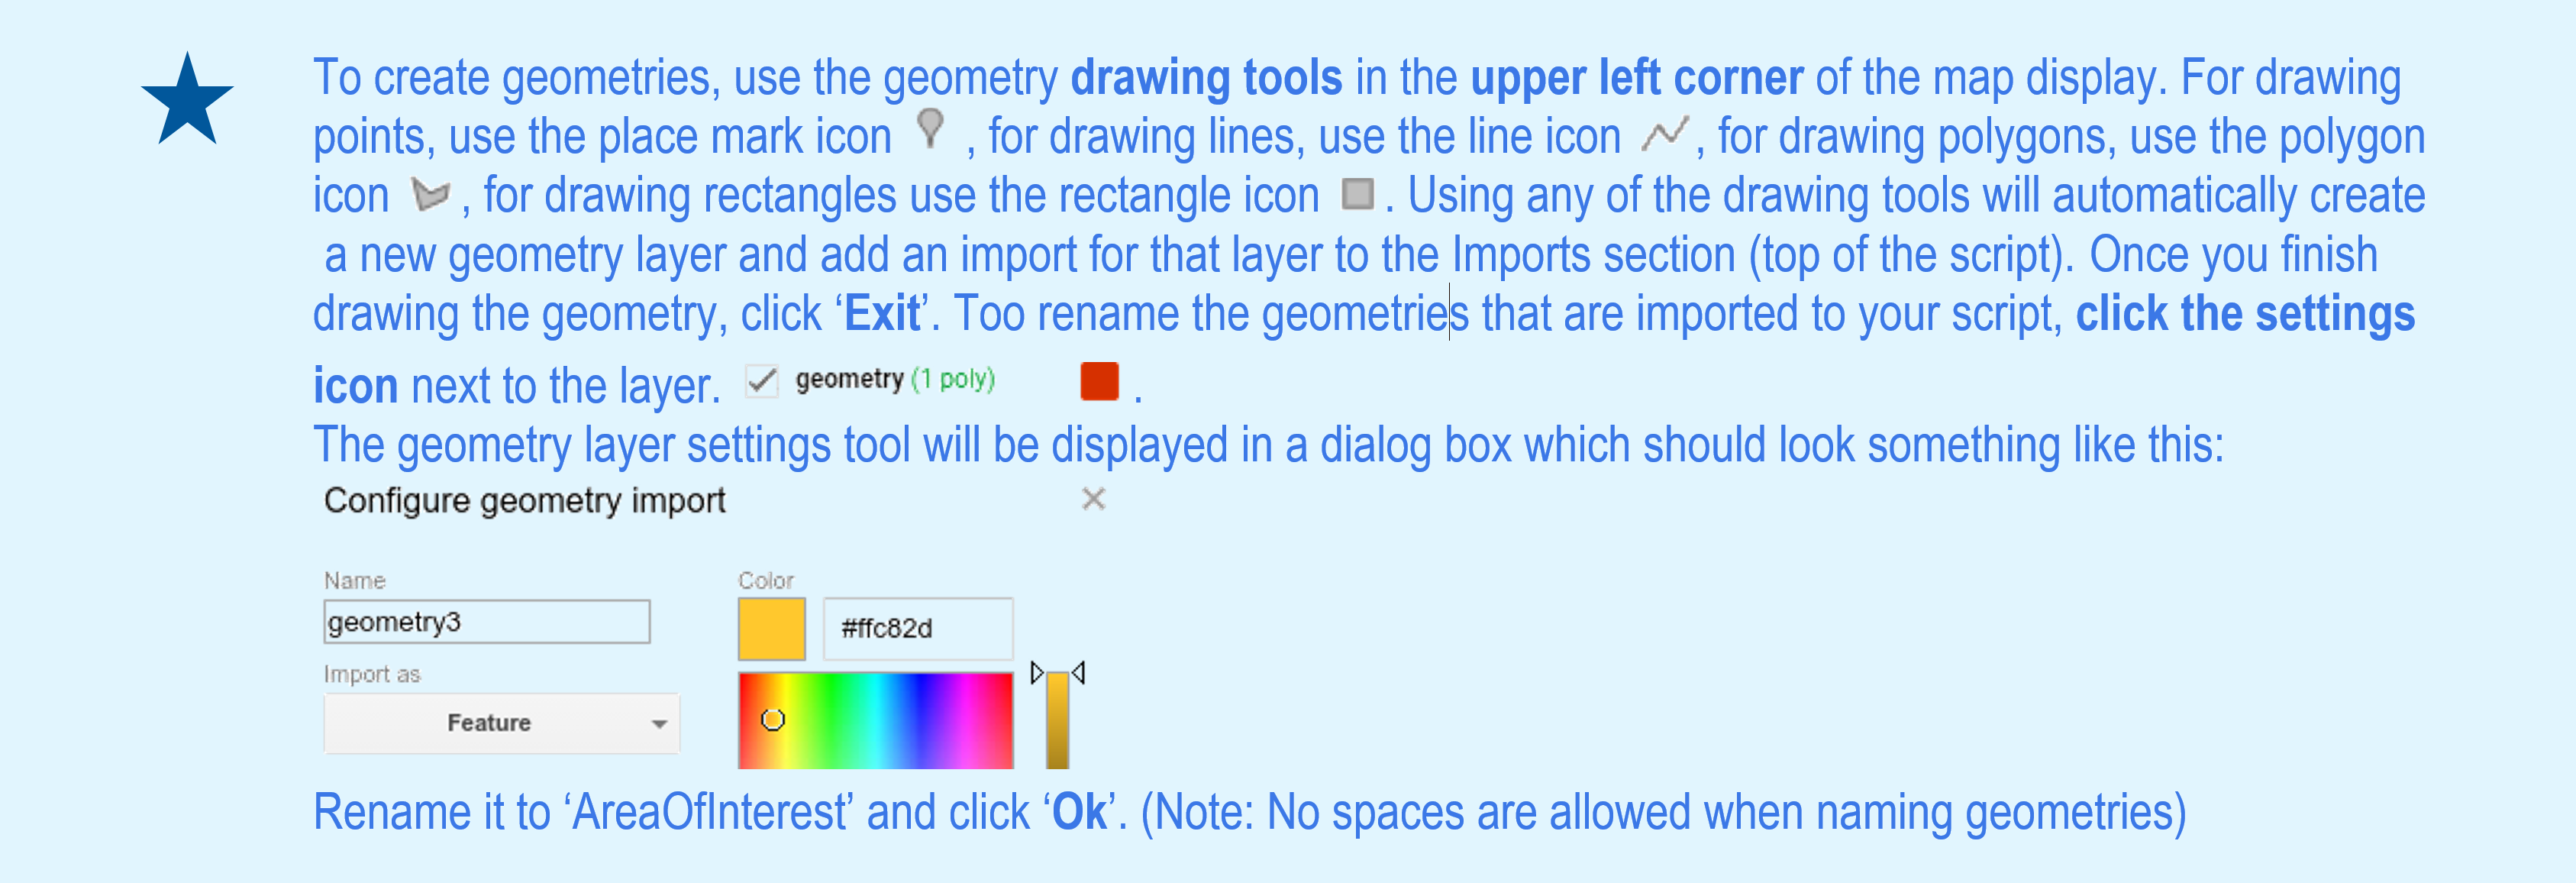 To create geometries, use the geometry drawing tools in the upper left corner of the map display. For drawing
points, use the place mark icon , for drawing lines, use the line icon , for drawing polygons, use the polygon
icon , for drawing rectangles use the rectangle icon . Using any of the drawing tools will automatically create
a new geometry layer and add an import for that layer to the Imports section (top of the script). Once you finish
drawing the geometry, click ‘Exit’. Too rename the geometries that are imported to your script, click the settings
icon next to the layer. geometry (1 poly) .
The geometry layer settings tool will be displayed in a dialog box which should look something like this:
Configure geometry import
Name Color
geometry3 #ffc82d
Import as
Feature
Rename it to ‘AreaOfInterest’ and click ‘Ok’. (Note: No spaces are allowed when naming geometries)